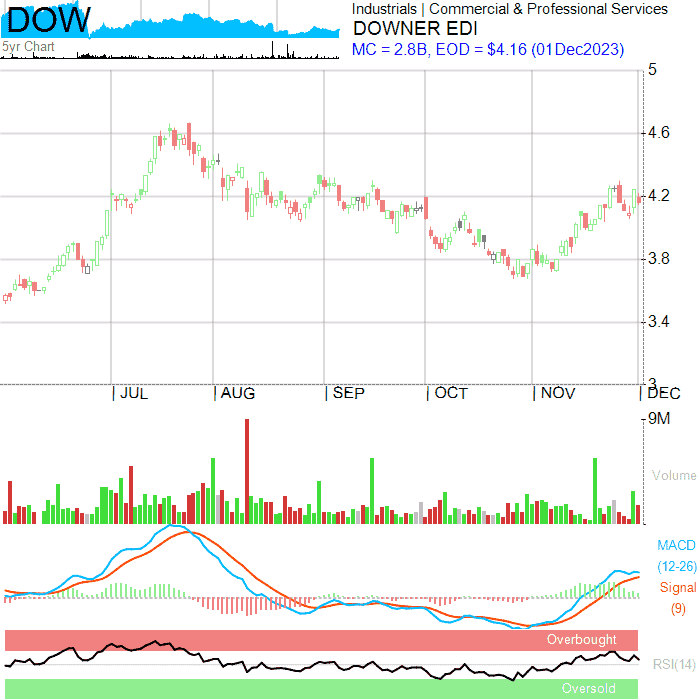 DOW
5yr Chart
Industrials | Commercial & Professional Services
DOWNER EDI
MC = 2.8B, EOD = $4.16 (01Dec2023)
5
4.6
4.2
3.8
3.4
3
| JUL | AUG | SEP | OCT | NOV | DEC
9M
Volume
MACD
(12-26)
Signal
(9)
Overbought
RSI(14)
Oversold